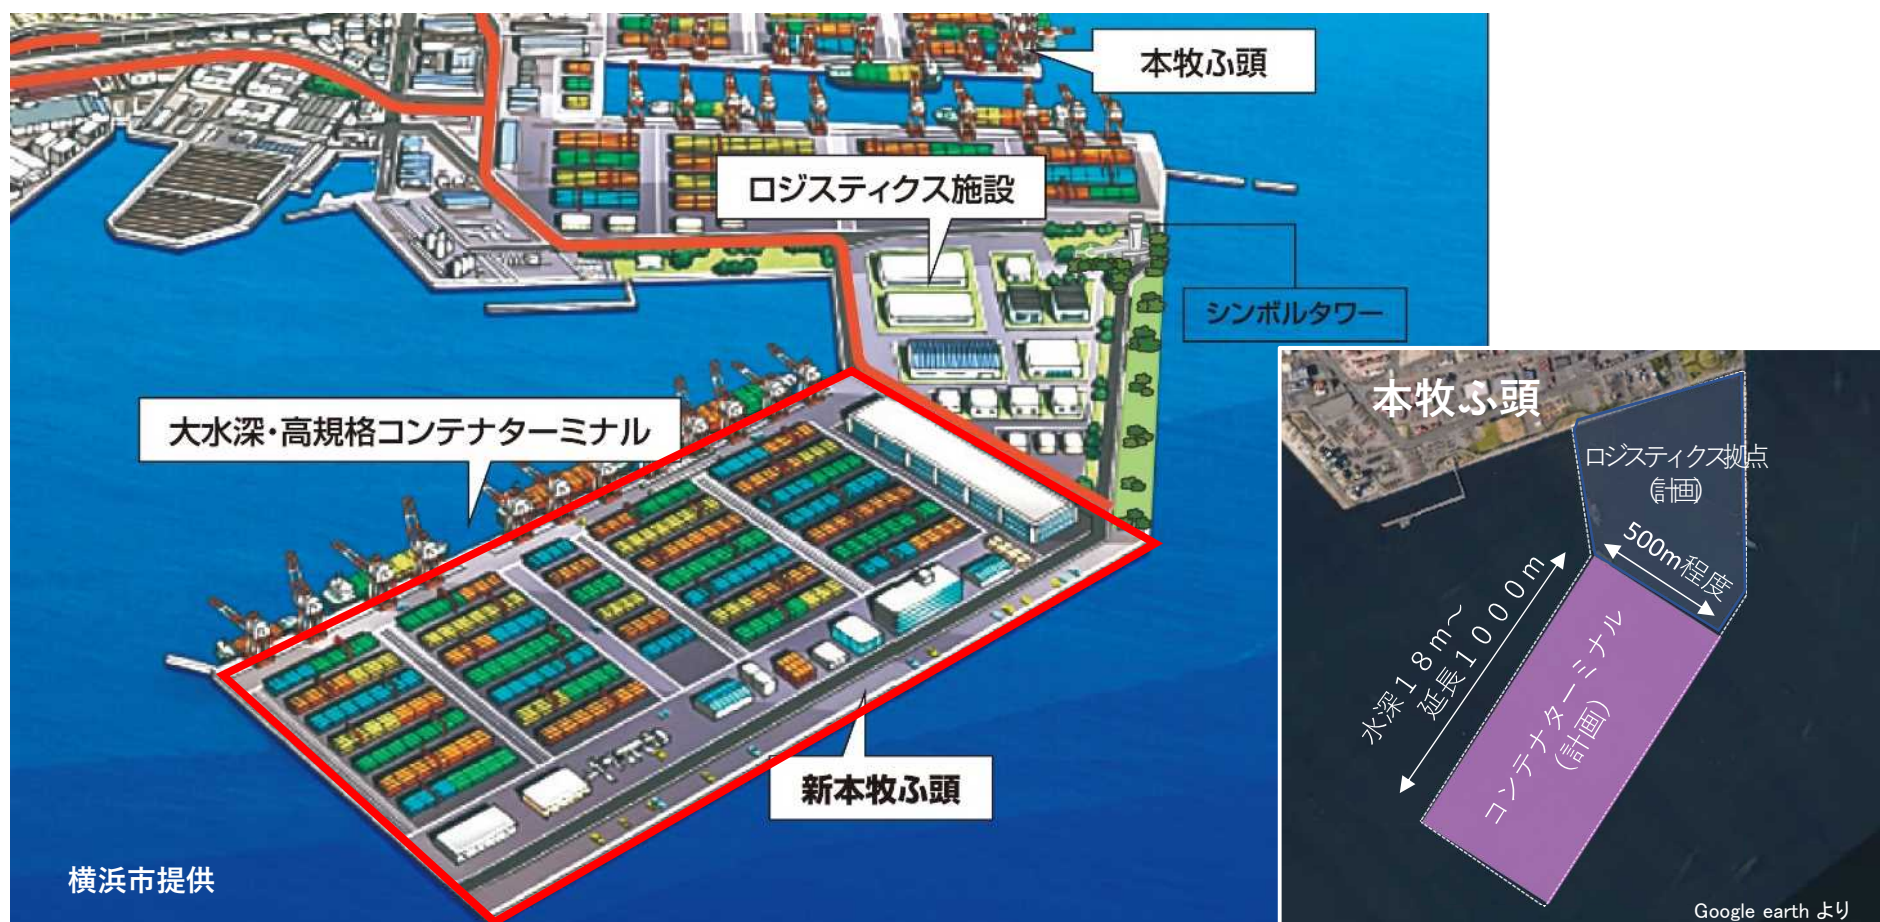 本牧ふ頭
ロジスティクス施設
シンボルタワー
大水深・高規格コンテナターミナル
新本牧ふ頭
横浜市提供
本牧ふ頭
ロジスティクス拠点
(計画)
500m程度
水深18m～
延長1000m
コンテナターミナル
(計画)
Google earth より